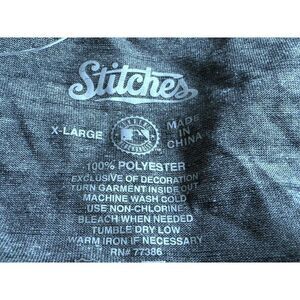 Stitches
X-LARGE
MADE
IN
CHINA
100% POLYESTER
EXCLUSIVE OF DECORATION
TURN GARMENT INSIDE OUT
MACHINE WASH COLD
USE NON-CHLORINE
BLEACH WHEN NEEDED
TUMBLE DRY LOW
WARM IRON IF NECESSARY
RN# 77386